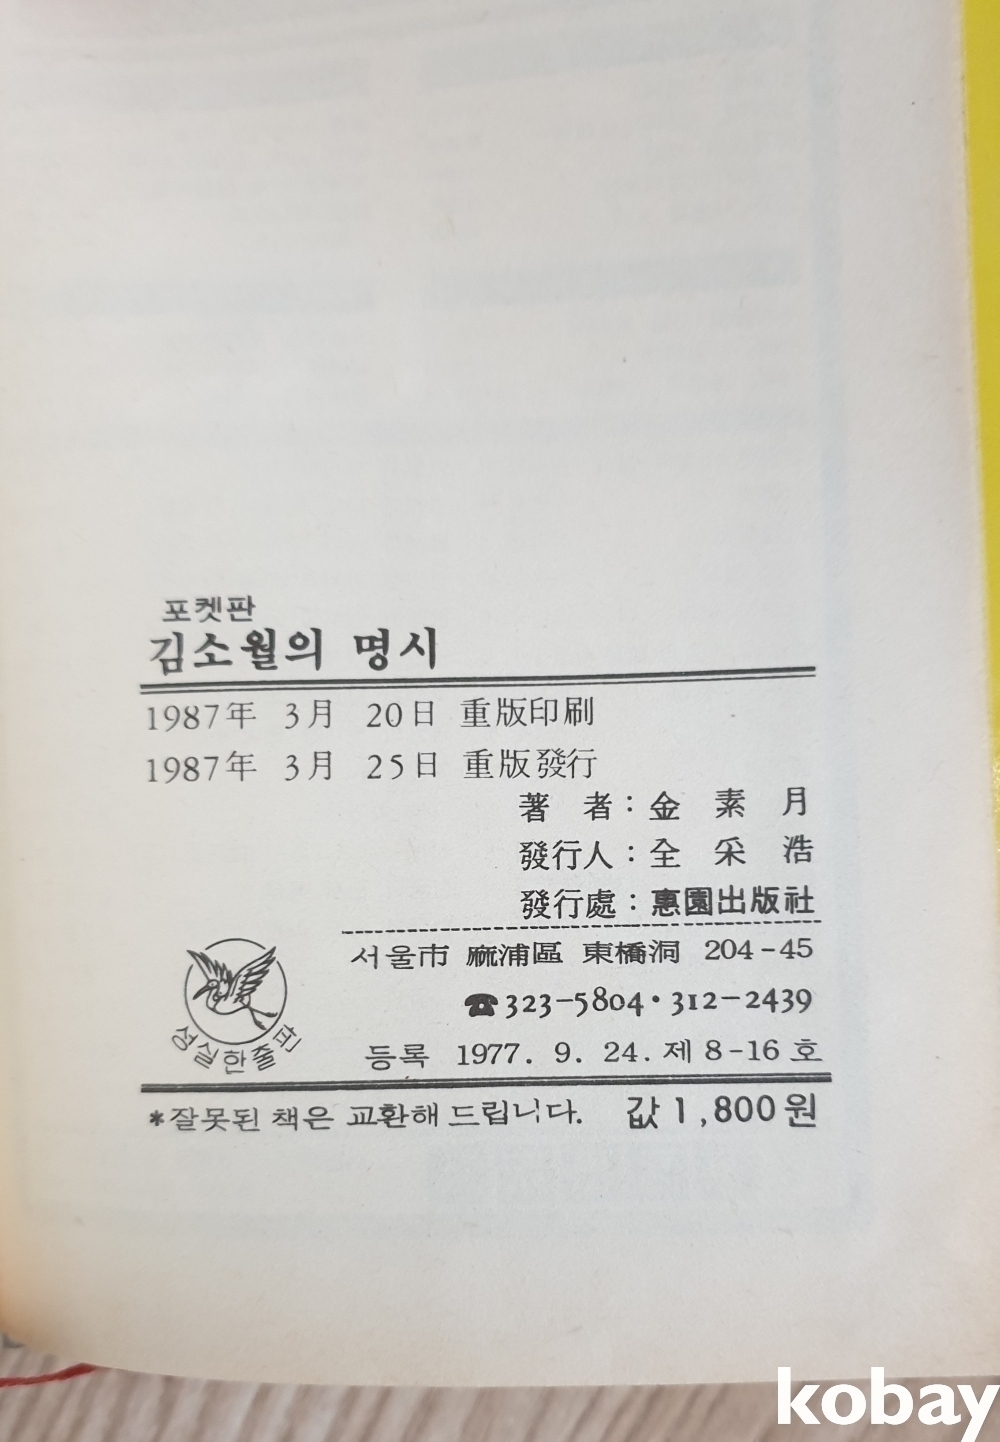 포켓판
김소월의 명시
1987年 3月 20日 重版印刷
1987年 3月 25日 重版發行
著 者 : 金 素 月
發行人 : 全 采 浩
發行處 : 惠園出版社
서울市 麻浦區 東橋洞 204-45
☎323-5804·312-2439
등록 1977. 9. 24. 제 8-16 호
성실한출판
*잘못된 책은 교환해 드립니다. 값 1,800원
kobay